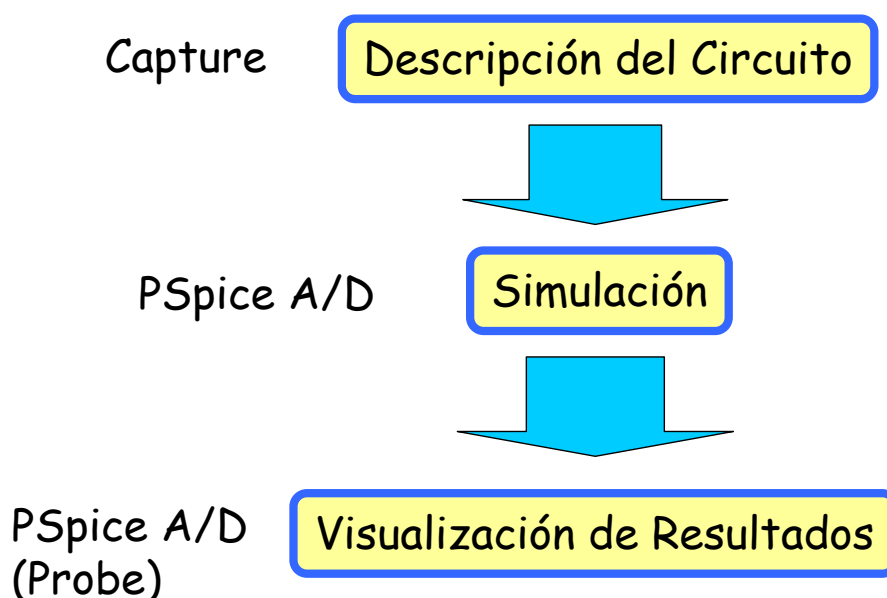 Capture
Descripción del Circuito
PSpice A/D
Simulación
PSpice A/D
(Probe)
Visualización de Resultados